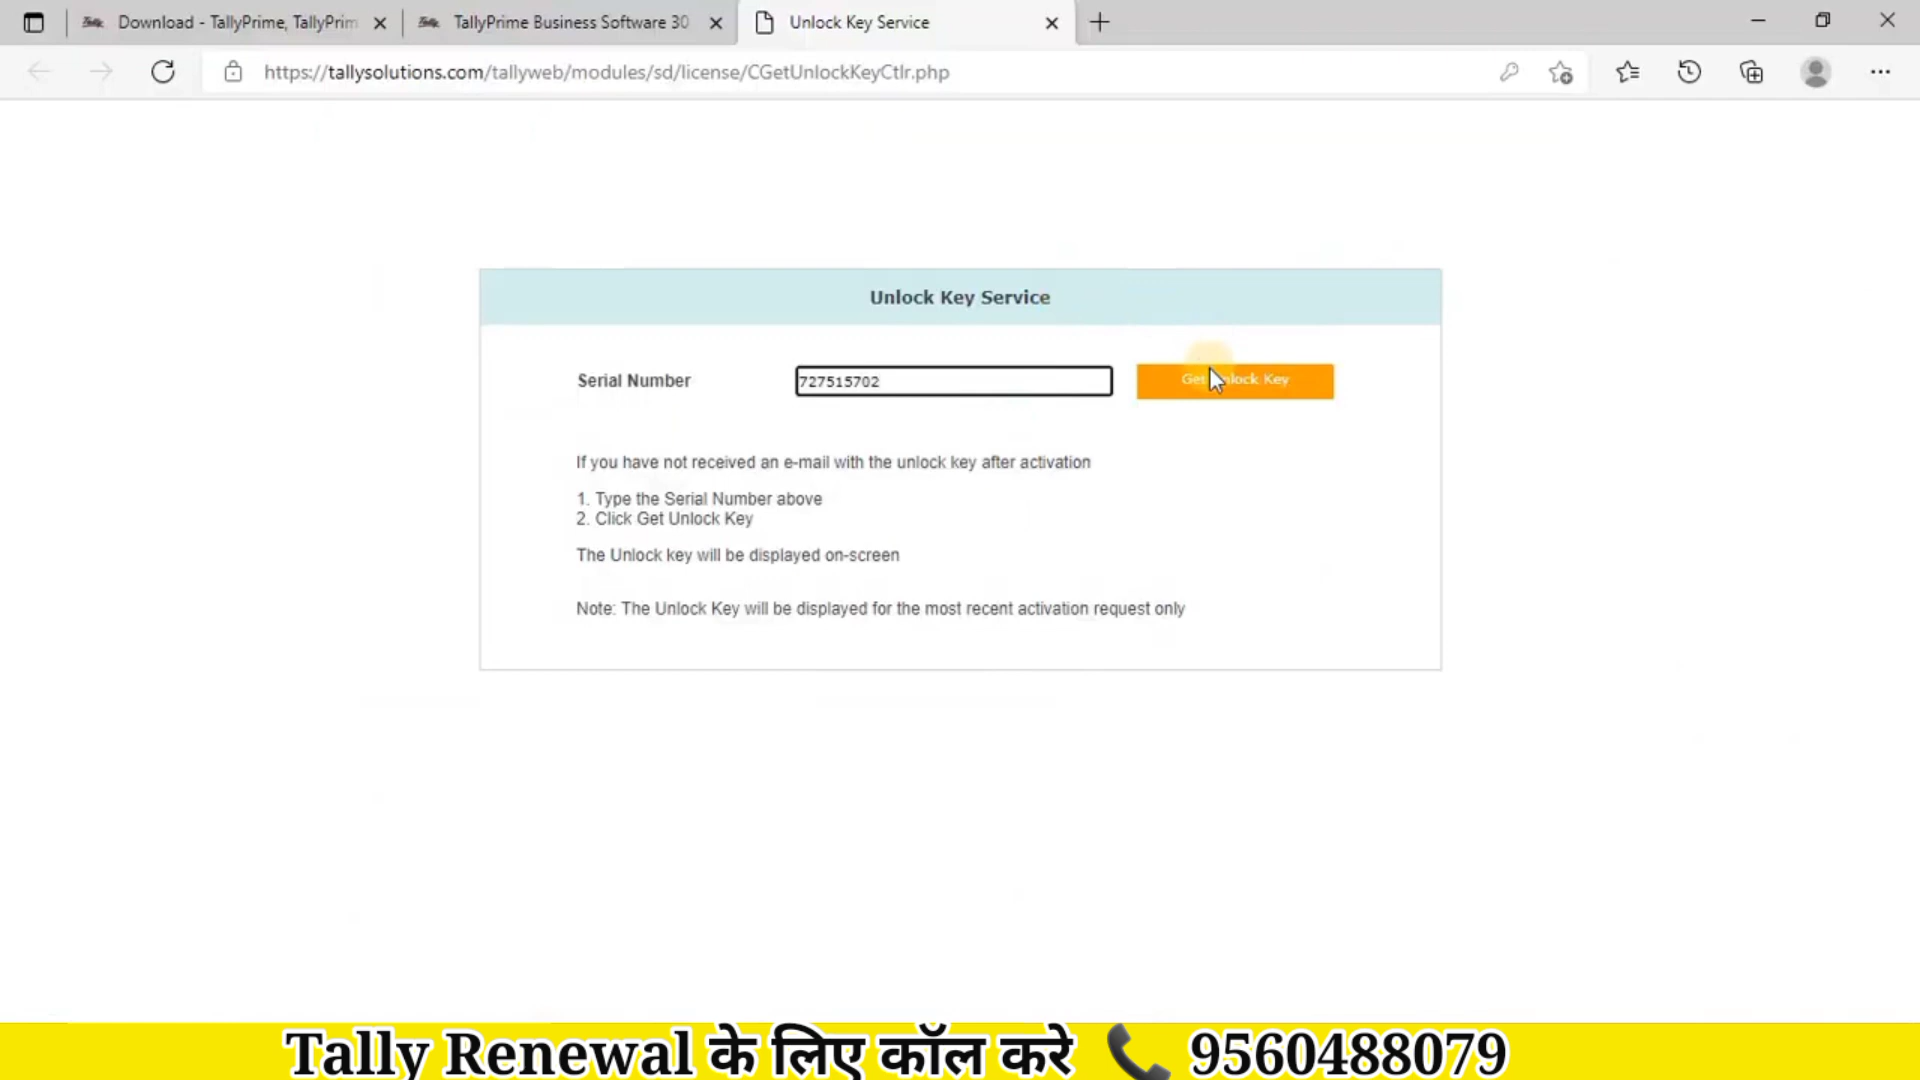 Download - TallyPrime, TallyPrim
TallyPrime Business Software 30
Unlock Key Service
https://tallysolutions.com/tallyweb/modules/sd/license/CGetUnlockKeyCtlr.php
Unlock Key Service
Serial Number
727515702
Get Unlock Key
If you have not received an e-mail with the unlock key after activation
1. Type the Serial Number above
2. Click Get Unlock Key
The Unlock key will be displayed on-screen
Note: The Unlock Key will be displayed for the most recent activation request only
Tally Renewal के लिए कॉल करे 9560488079